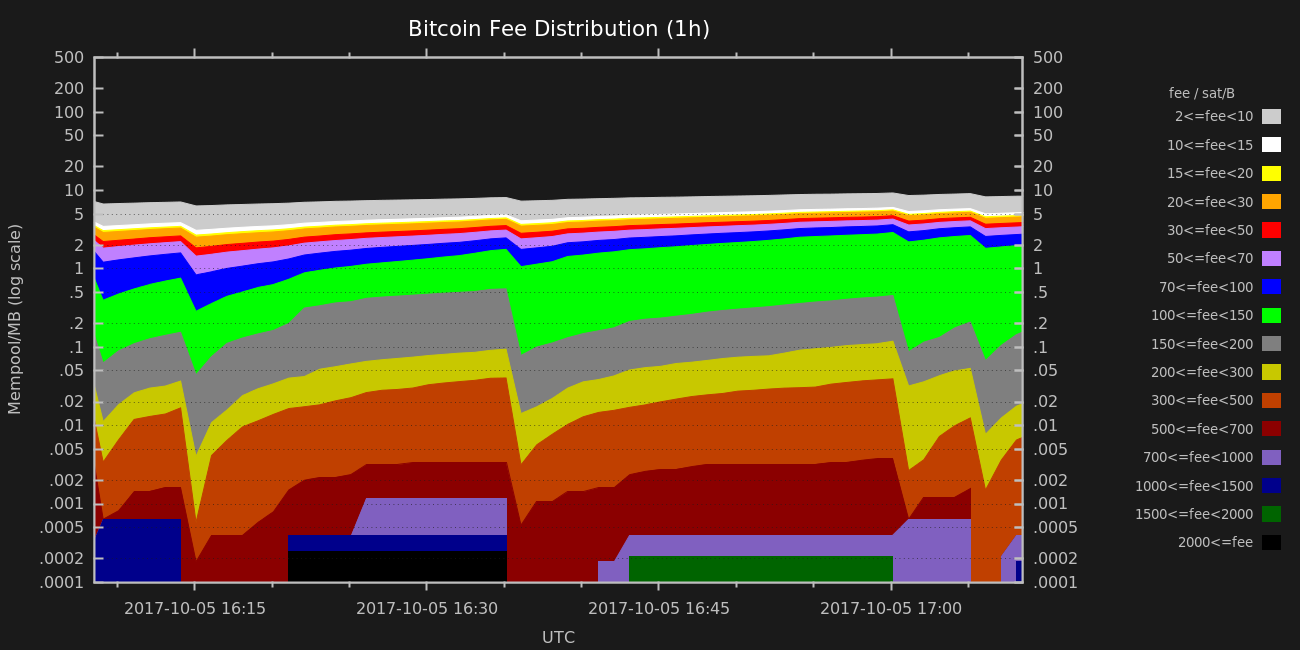 Bitcoin Fee Distribution (1h)
500 500
200 200
100 100
50 50
20 20
10 10
5 5
2 2
1 1
.5 .5
.2 .2
.1 .1
.05 .05
.02 .02
.01 .01
.005 .005
.002 .002
.001 .001
.0005 .0005
.0002 .0002
.0001 .0001
Mempool/MB (log scale)
2017-10-05 16:15 2017-10-05 16:30 2017-10-05 16:45 2017-10-05 17:00
UTC
fee / sat/B
2<=fee<10
10<=fee<15
15<=fee<20
20<=fee<30
30<=fee<50
50<=fee<70
70<=fee<100
100<=fee<150
150<=fee<200
200<=fee<300
300<=fee<500
500<=fee<700
700<=fee<1000
1000<=fee<1500
1500<=fee<2000
2000<=fee